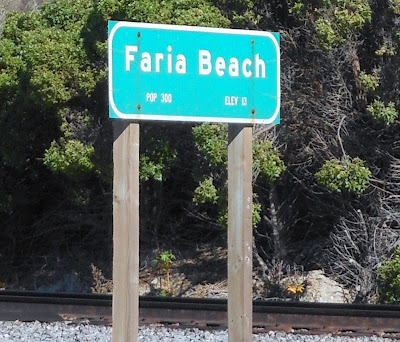 Faria Beach
POP 300 ELEV 13